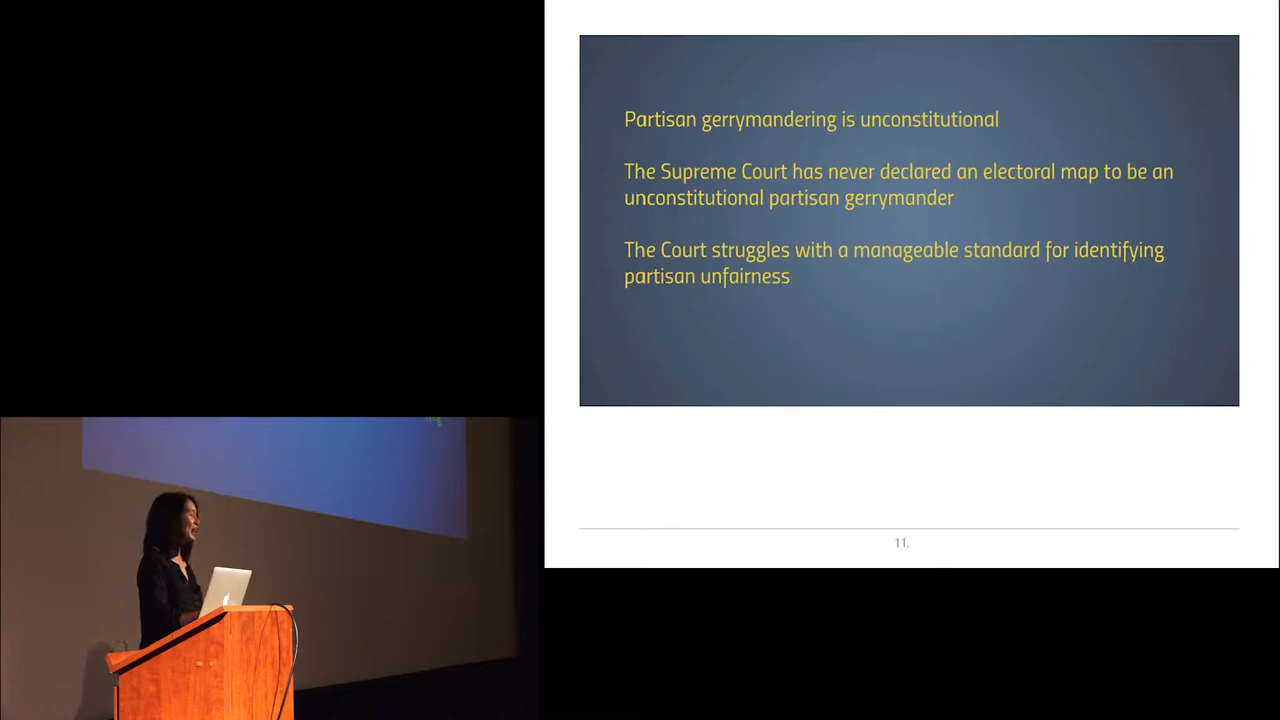 Partisan gerrymandering is unconstitutional
The Supreme Court has never declared an electoral map to be an
unconstitutional partisan gerrymander
The Court struggles with a manageable standard for identifying
partisan unfairness
11.